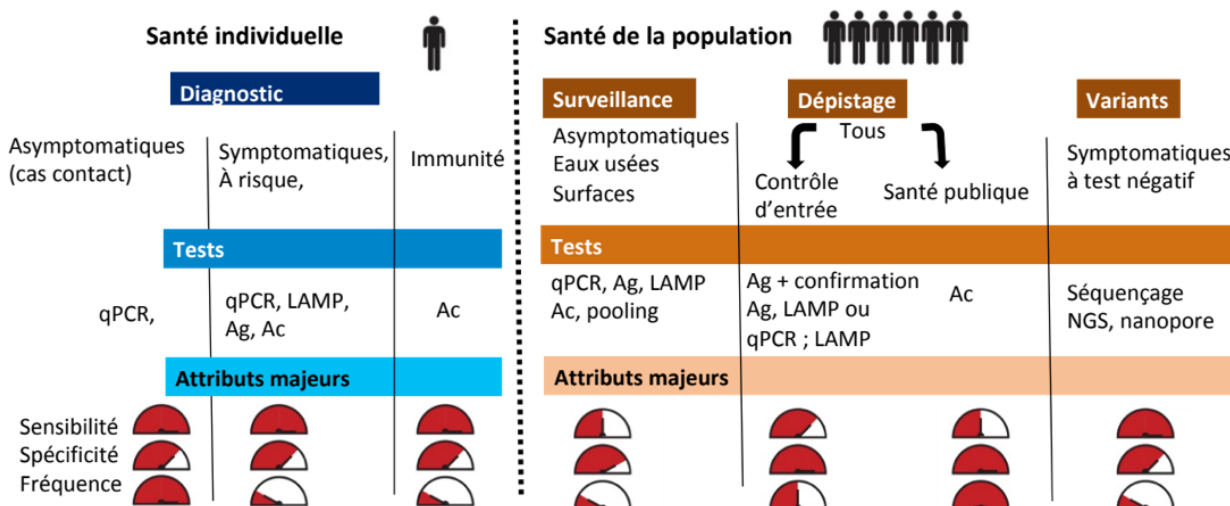 Santé individuelle
Santé de la population
Diagnostic
Surveillance
Dépistage
Variants
Asymptomatiques
(cas contact)
Symptomatiques,
À risque,
Immunité
Asymptomatiques
Eaux usées
Surfaces
Tous
Contrôle
d'entrée
Santé publique
Symptomatiques
à test négatif
Tests
Tests
qPCR,
qPCR, LAMP,
Ag, Ac
Ac
qPCR, Ag, LAMP
Ac, pooling
Ag + confirmation
Ag, LAMP ou
qPCR ; LAMP
Ac
Séquençage
NGS, nanopore
Attributs majeurs
Attributs majeurs
Sensibilité
Spécificité
Fréquence